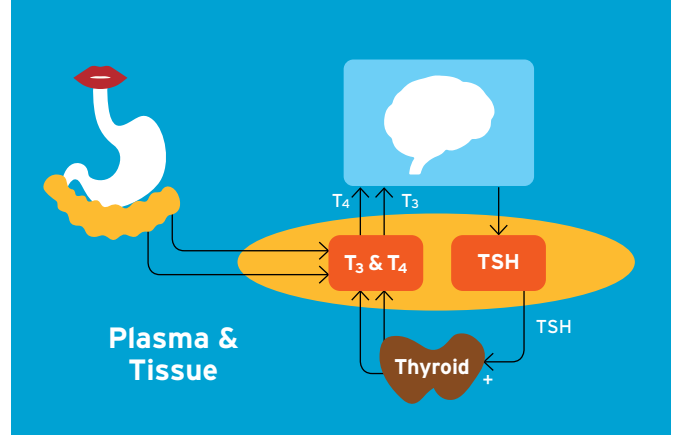 T₄ T₃
T₃ & T₄
TSH
TSH
Plasma &
Tissue
Thyroid
+